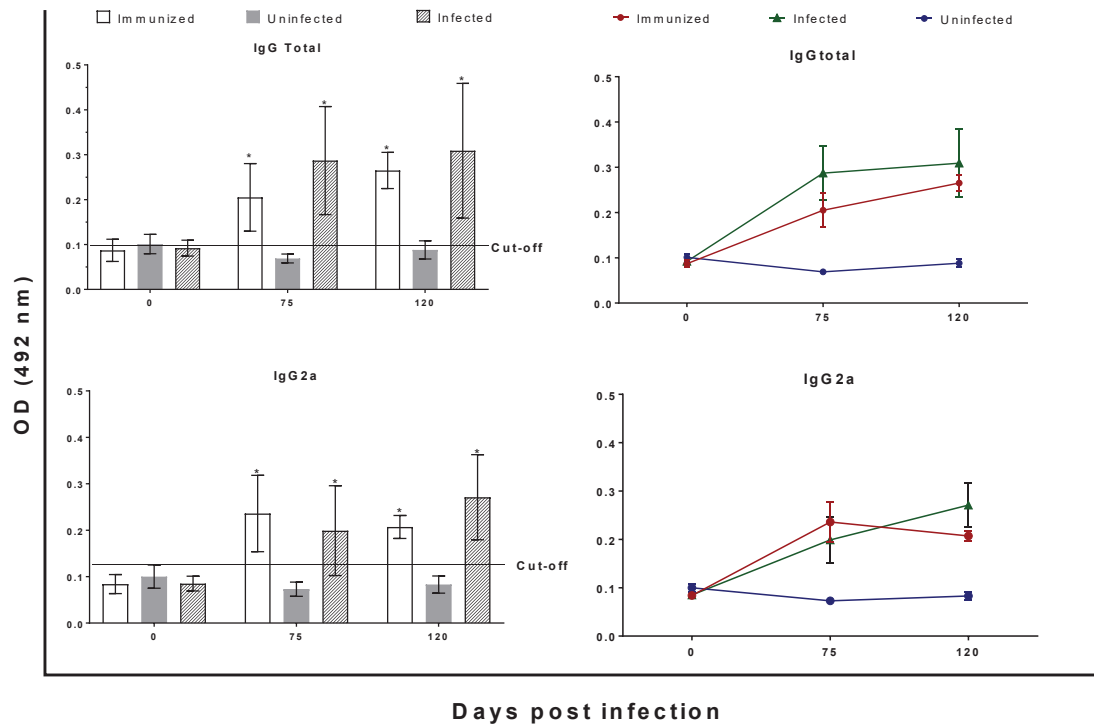 Immunized Uninfected Infected
Immunized Infected Uninfected
IgG Total
0.5
0.4
0.3
0.2
0.1
0.0
* * * *
Cut-off
0 75 120
IgGtotal
0.5
0.4
0.3
0.2
0.1
0.0
0 75 120
OD (492 nm)
IgG2a
0.5
0.4
0.3
0.2
0.1
0.0
* * * *
Cut-off
0 75 120
IgG2a
0.5
0.4
0.3
0.2
0.1
0.0
0 75 120
Days post infection